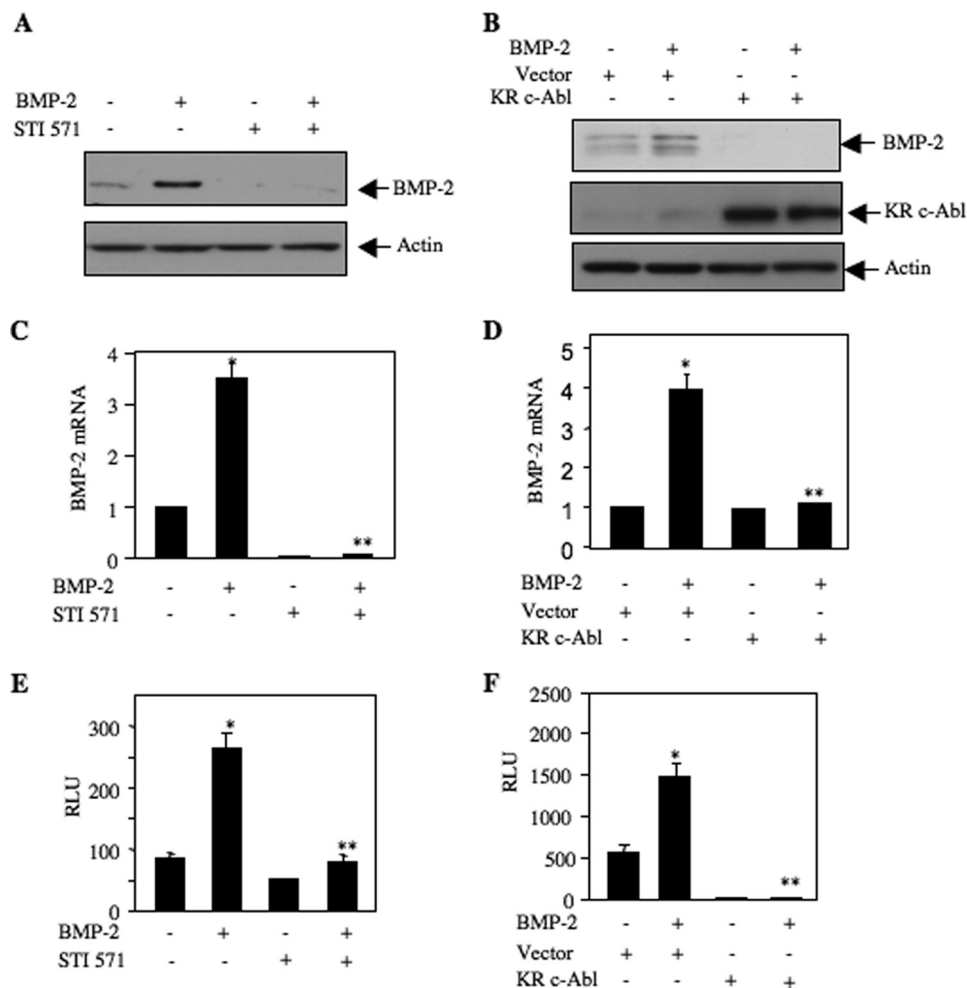 A
BMP-2 - + - +
STI 571 - - + +
BMP-2
Actin
B
BMP-2 - + - +
Vector + + - -
KR c-Abl - - + +
BMP-2
KR c-Abl
Actin
C
BMP-2 mRNA
4
3
2
1
0
*
**
BMP-2 - + - +
STI 571 - - + +
D
BMP-2 mRNA
5
4
3
2
1
0
*
**
BMP-2 - + - +
Vector + + - -
KR c-Abl - - + +
E
RLU
300
200
100
0
*
**
BMP-2 - + - +
STI 571 - - + +
F
RLU
2500
2000
1500
1000
500
0
*
**
BMP-2 - + - +
Vector + + - -
KR c-Abl - - + +